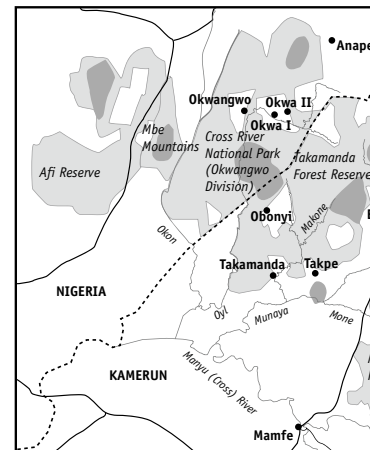 Anape
Okwangwo
Okwa II
Okwa I
Mbe
Mountains
Cross River
National Park
(Okwangwo
Division)
Takamanda
Forest Reserve
Afi Reserve
Makone
Obonyi
Okon
Takamanda
Takpe
NIGERIA
Oyi
Munaya
Mone
KAMERUN
Manyu (Cross) River
Mamfe